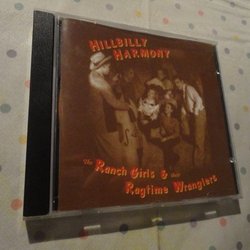 HILLBILLY
HARMONY
The Ranch Girls & their
Ragtime Wranglers